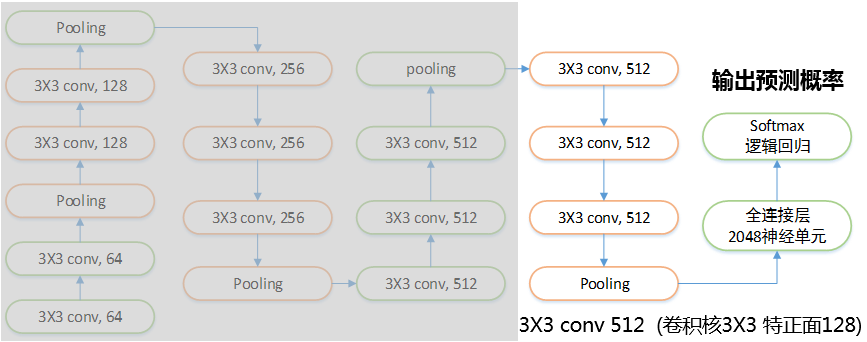 Pooling
3X3 conv, 128
3X3 conv, 128
Pooling
3X3 conv, 64
3X3 conv, 64
3X3 conv, 256
3X3 conv, 256
3X3 conv, 256
Pooling
pooling
3X3 conv, 512
3X3 conv, 512
3X3 conv, 512
3X3 conv, 512
3X3 conv, 512
3X3 conv, 512
Pooling
输出预测概率
Softmax
逻辑回归
全连接层
2048神经单元
3X3 conv 512 (卷积核3X3 特正面128)